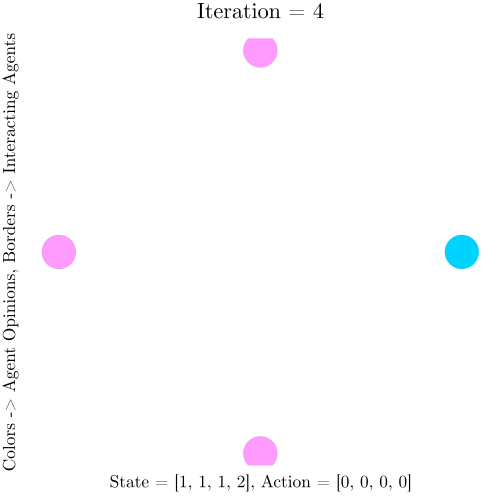 Iteration = 4
Colors -> Agent Opinions, Borders -> Interacting Agents
State = [1, 1, 1, 2], Action = [0, 0, 0, 0]